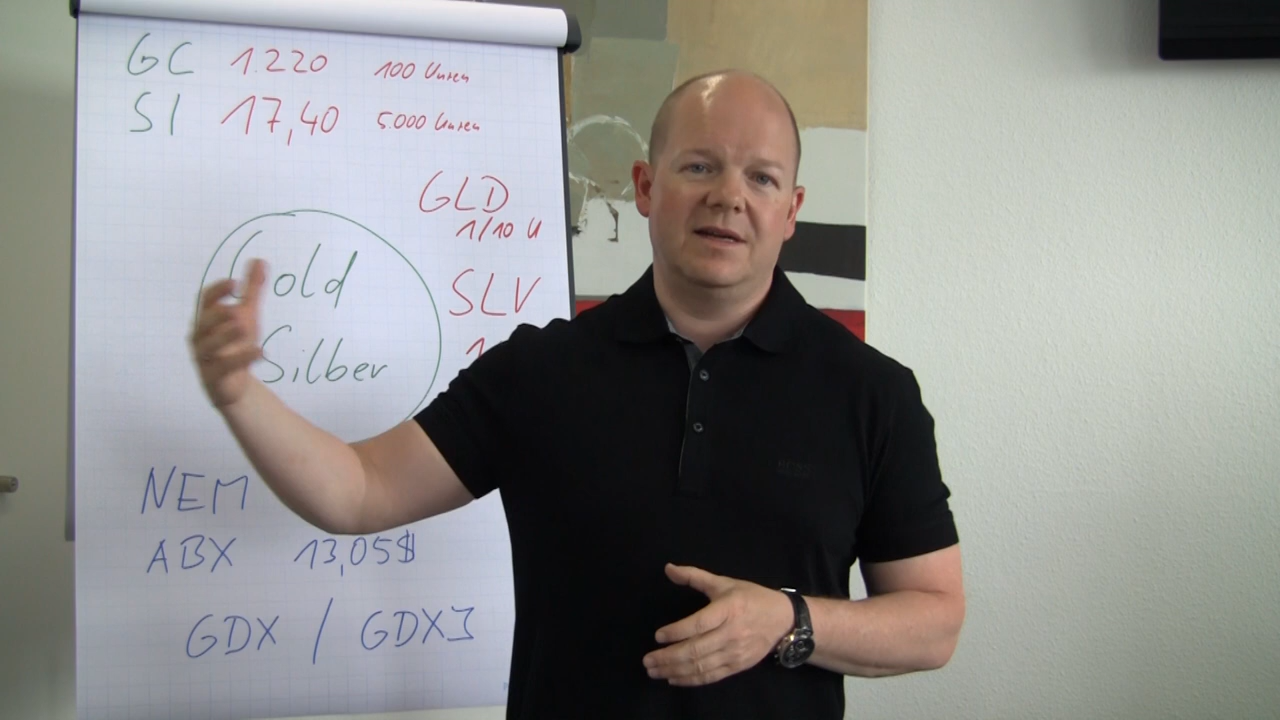 GC 1.220 100 Unzen
SI 17,40 5.000 Unzen
GLD
1/10 U
Gold
SLV
Silber
1
NEM
ABX 13,05$
GDX / GDXJ